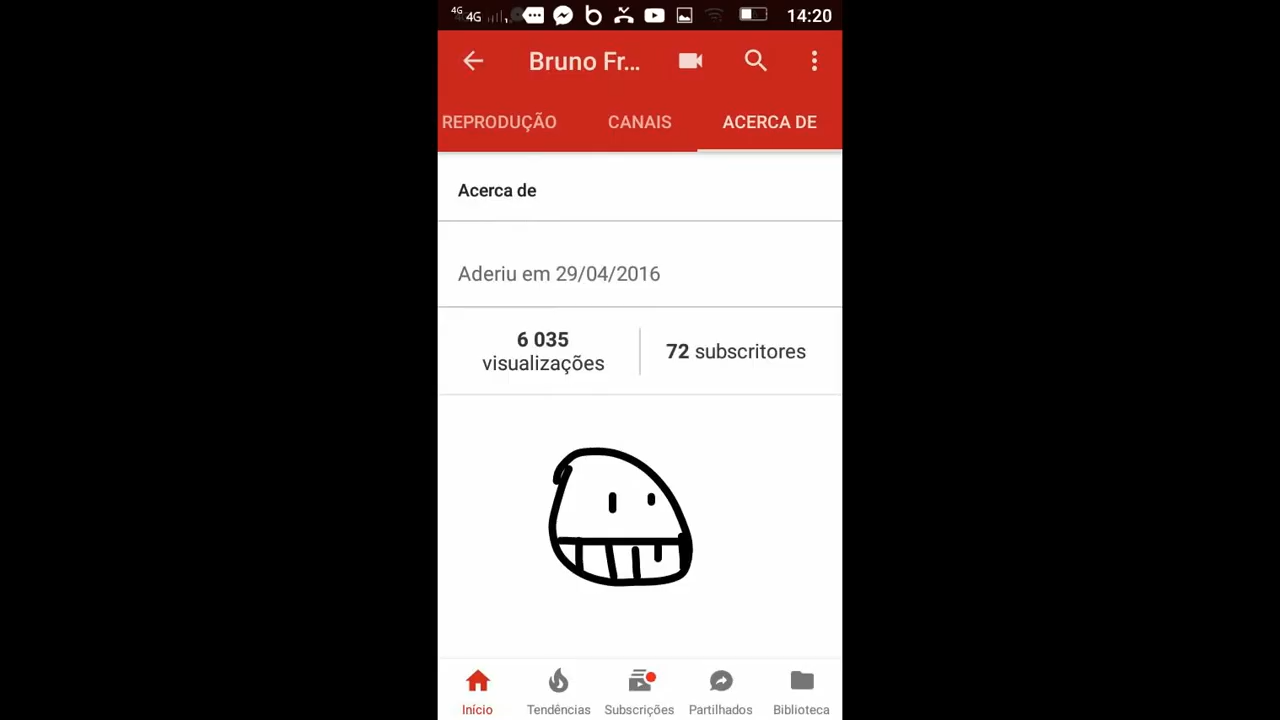 4G 4G 14:20
Bruno Fr...
REPRODUÇÃO CANAIS ACERCA DE
Acerca de
Aderiu em 29/04/2016
6 035 visualizações
72 subscritores
Início Tendências Subscrições Partilhados Biblioteca